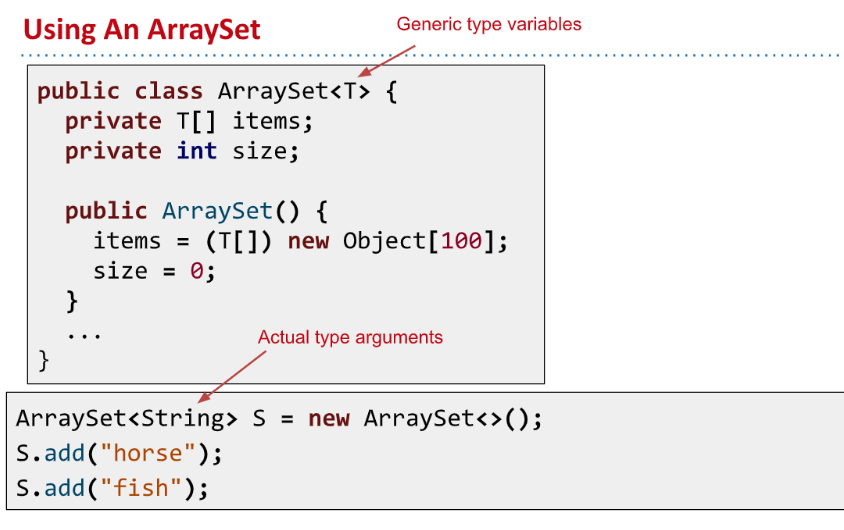 Using An ArraySet
Generic type variables
public class ArraySet<T> {
private T[] items;
private int size;
public ArraySet() {
items = (T[]) new Object[100];
size = 0;
}
...
Actual type arguments
}
ArraySet<String> S = new ArraySet<>();
S.add("horse");
S.add("fish");